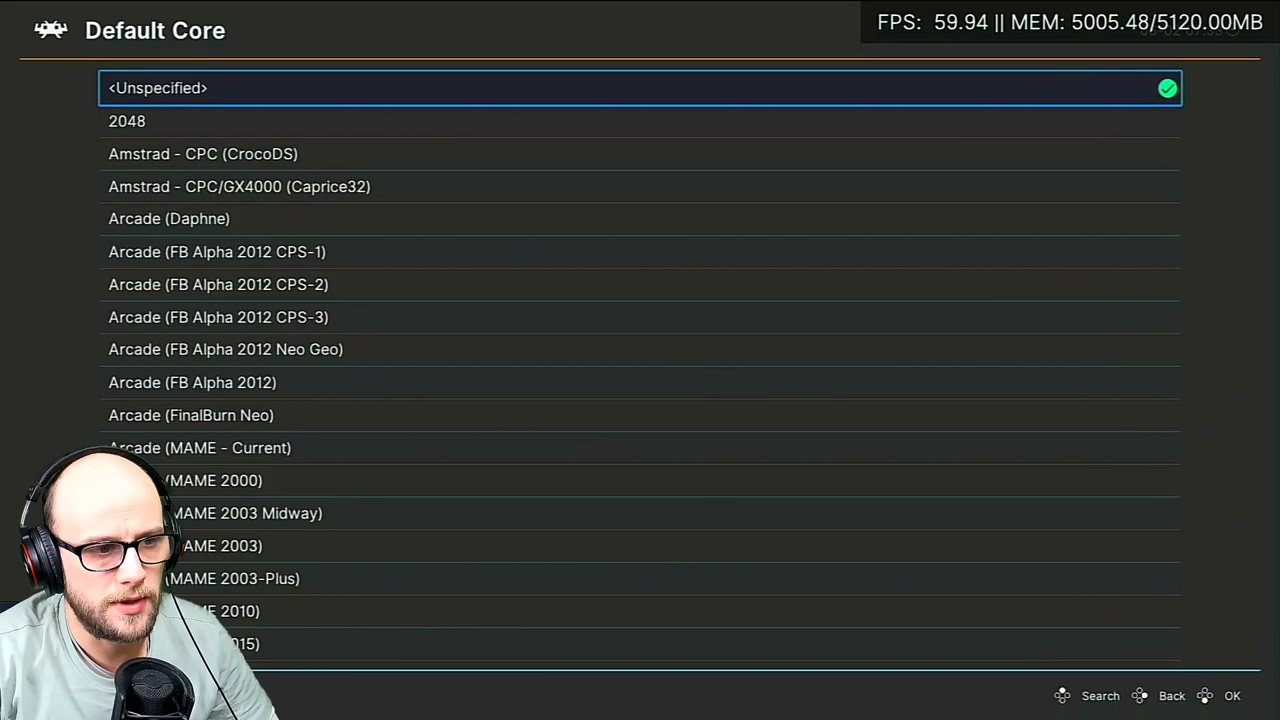 Default Core
FPS: 59.94 || MEM: 5005.48/5120.00MB
<Unspecified>
2048
Amstrad - CPC (CrocoDS)
Amstrad - CPC/GX4000 (Caprice32)
Arcade (Daphne)
Arcade (FB Alpha 2012 CPS-1)
Arcade (FB Alpha 2012 CPS-2)
Arcade (FB Alpha 2012 CPS-3)
Arcade (FB Alpha 2012 Neo Geo)
Arcade (FB Alpha 2012)
Arcade (FinalBurn Neo)
Arcade (MAME - Current)
(MAME 2000)
MAME 2003 Midway)
AME 2003)
(MAME 2003-Plus)
ME 2010)
015)
Search Back OK